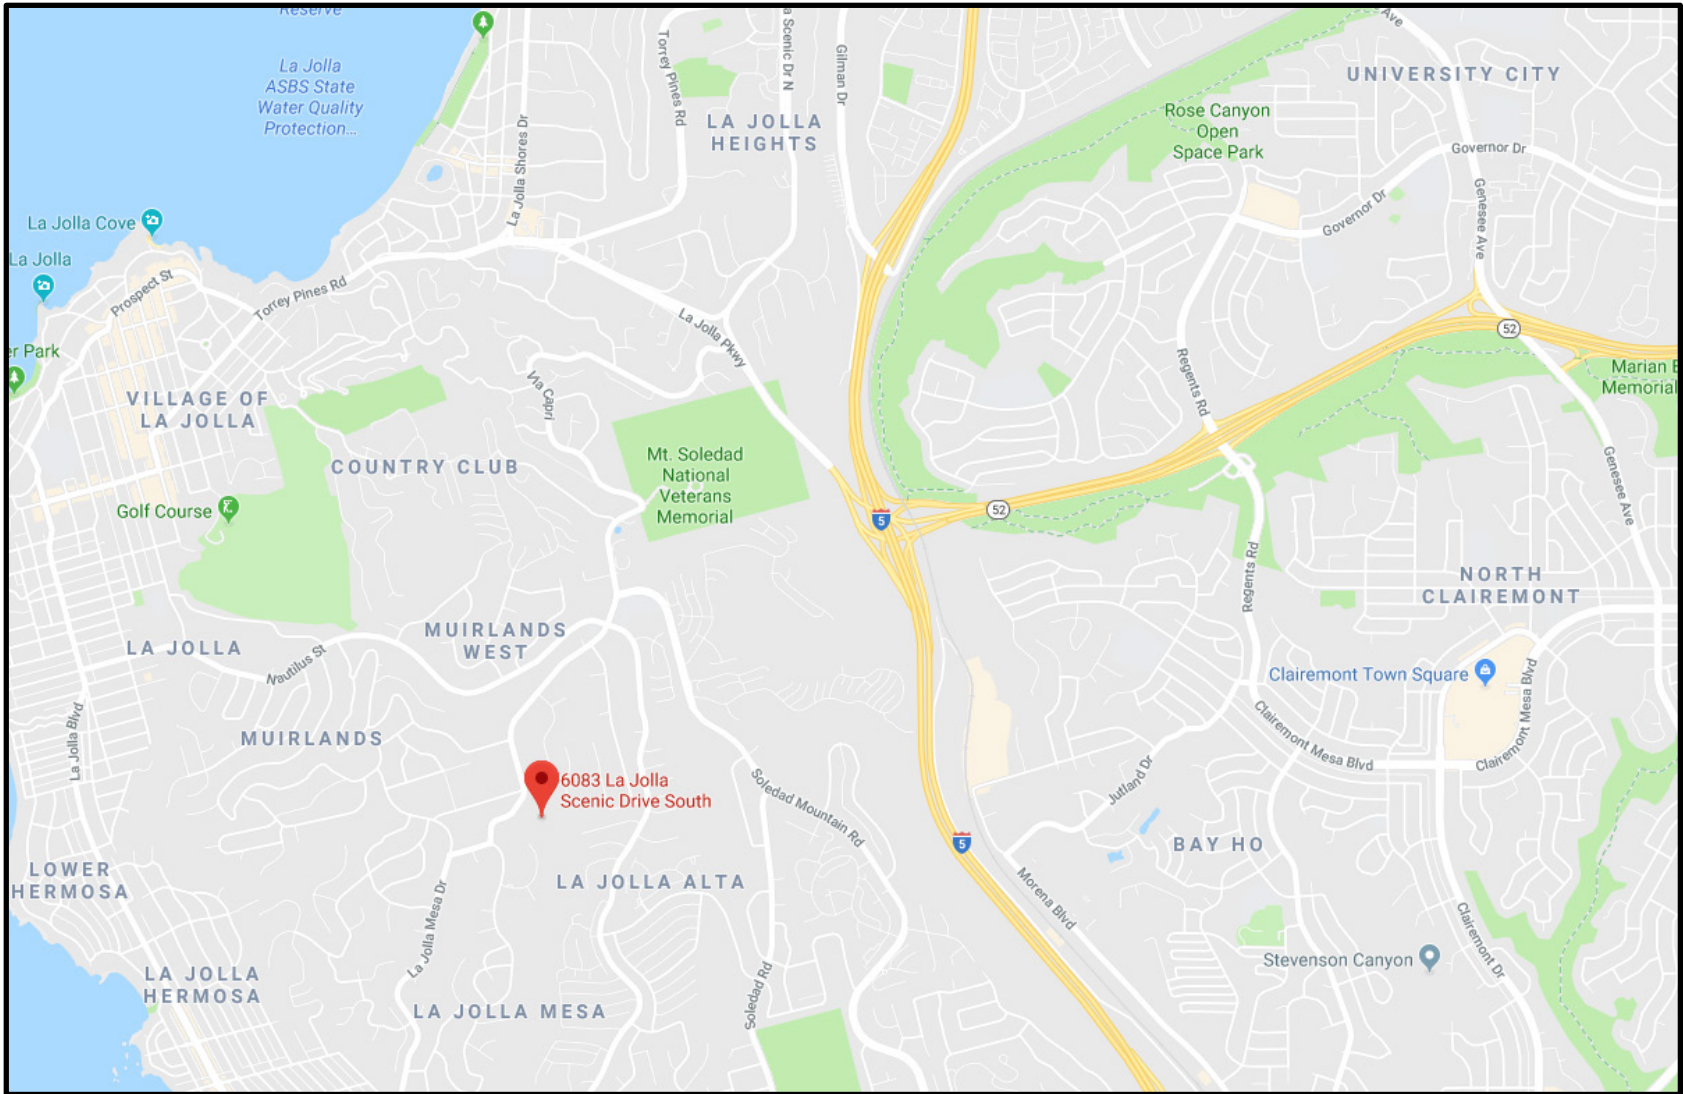 Reserve
La Jolla
ASBS State
Water Quality
Protection...
Torrey Pines Rd
a Scenic Dr N
Gilman Dr
Ave
UNIVERSITY CITY
LA JOLLA
HEIGHTS
Rose Canyon
Open
Space Park
Governor Dr
La Jolla Shores Dr
Genesee Ave
Governor Dr
La Jolla Cove
La Jolla
Prospect St
Torrey Pines Rd
La Jolla Pkwy
52
er Park
Via Capri
Regents Rd
Marian B
Memorial
VILLAGE OF
LA JOLLA
COUNTRY CLUB
Mt. Soledad
National
Veterans
Memorial
Genesee Ave
Golf Course
5
52
Regents Rd
NORTH
CLAIREMONT
MUIRLANDS
WEST
LA JOLLA
Nautilus St
Clairemont Town Square
Clairemont Mesa Blvd
Clairemont Mesa Blvd
La Jolla Blvd
MUIRLANDS
6083 La Jolla
Scenic Drive South
Soledad Mountain Rd
Jutland Dr
5
BAY HO
LOWER
HERMOSA
LA JOLLA ALTA
Morena Blvd
La Jolla Mesa Dr
Clairemont Dr
Stevenson Canyon
LA JOLLA
HERMOSA
Soledad Rd
LA JOLLA MESA